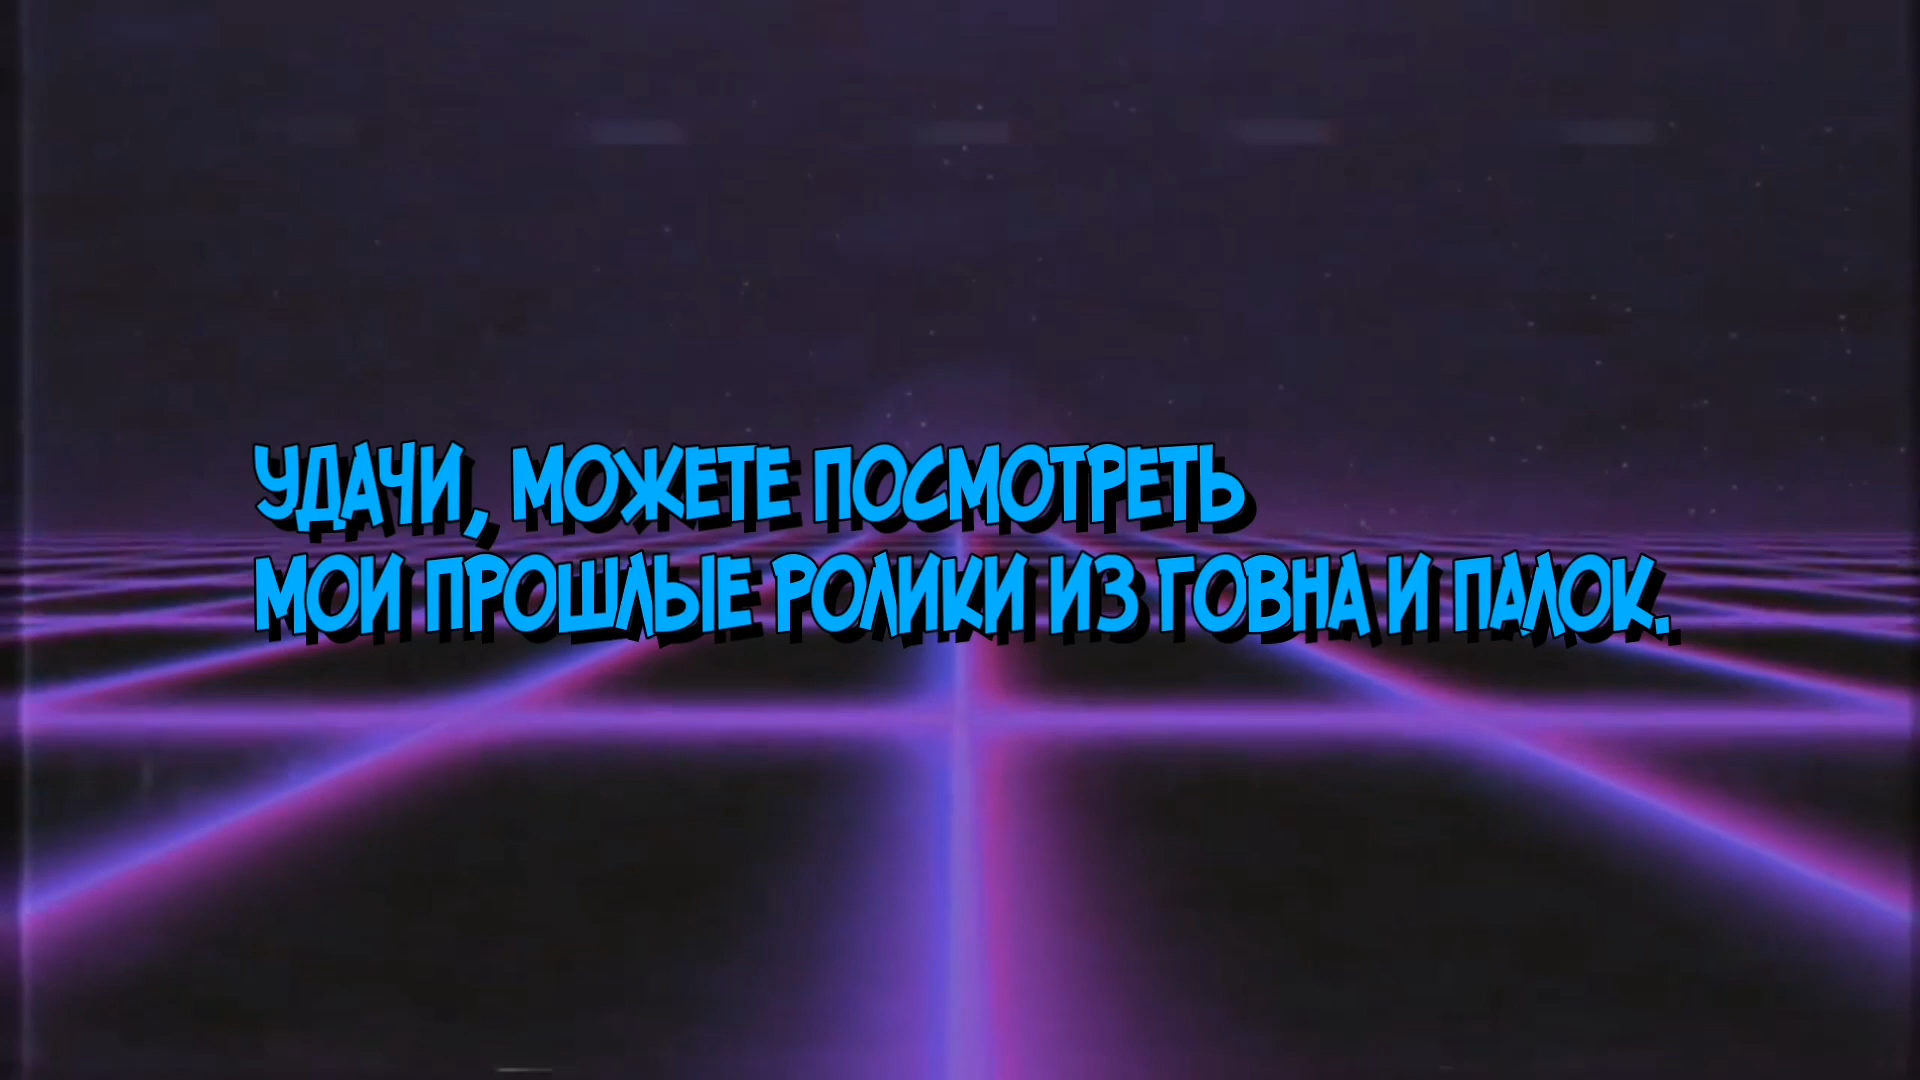 УДАЧИ, МОЖЕТЕ ПОСМОТРЕТЬ
МОИ ПРОШЛЫЕ РОЛИКИ ИЗ ГОВНА И ПАЛОК.